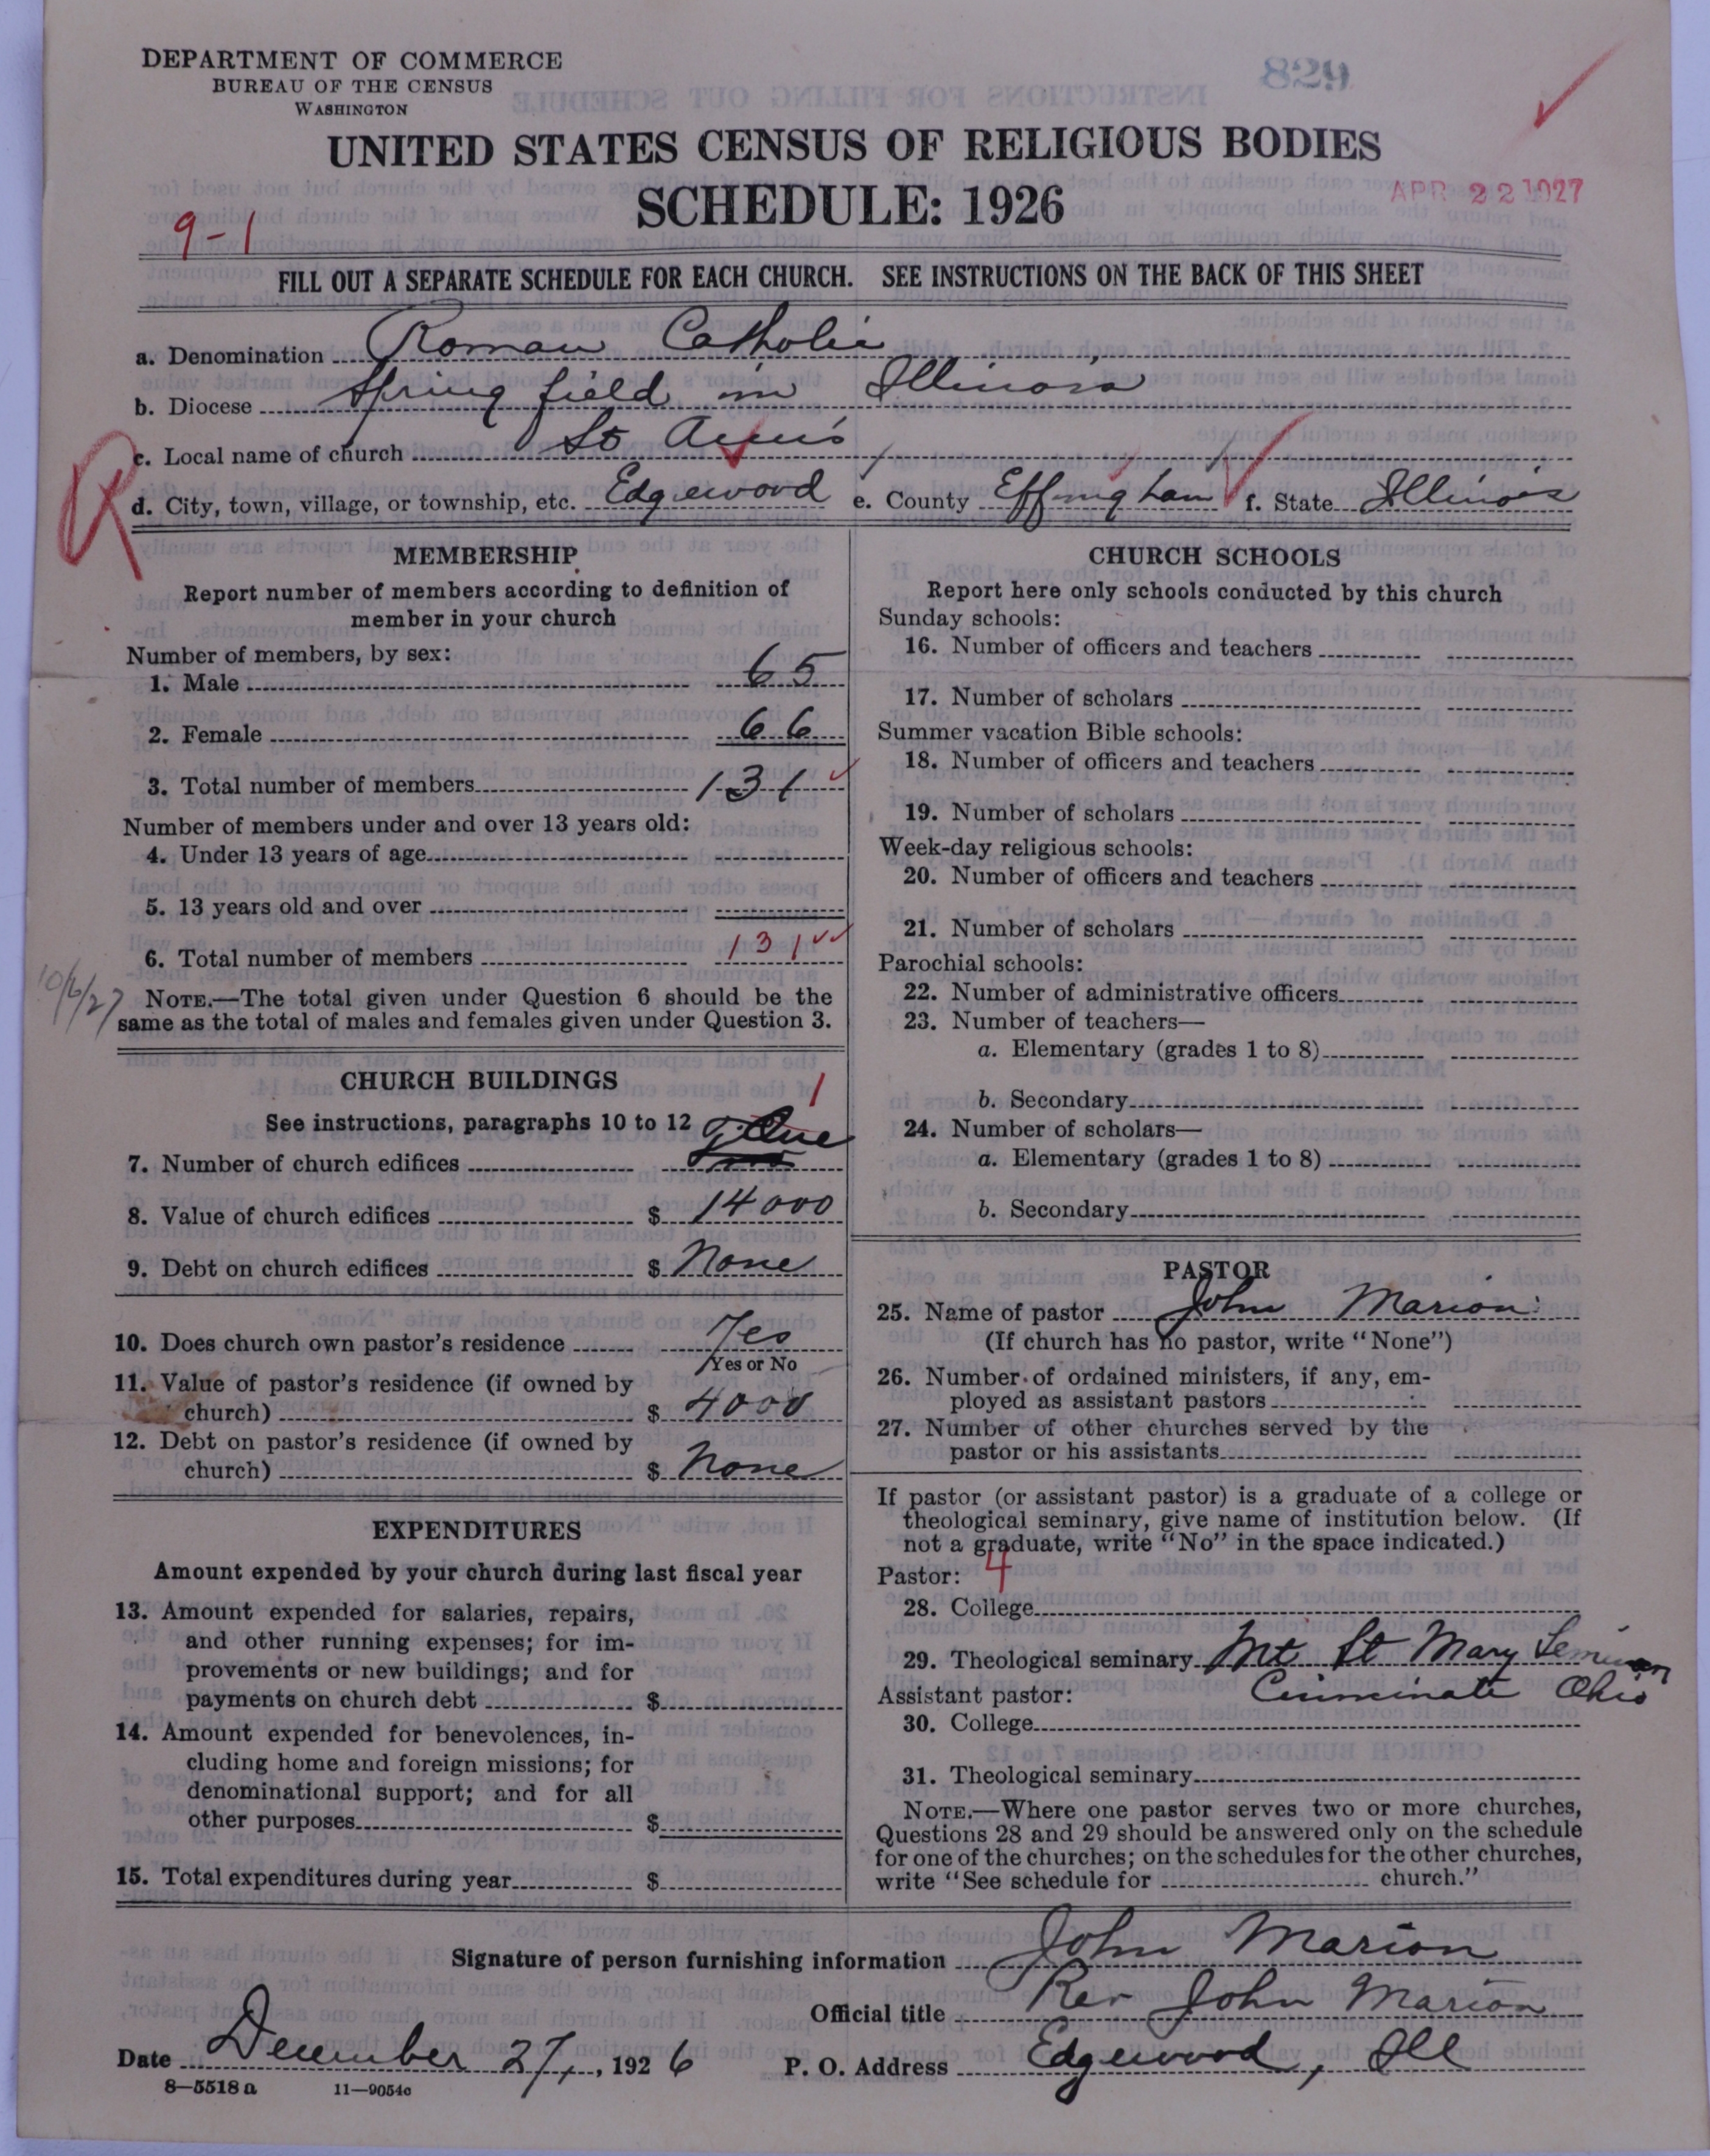 DEPARTMENT OF COMMERCE
BUREAU OF THE CENSUS
WASHINGTON
829
UNITED STATES CENSUS OF RELIGIOUS BODIES
SCHEDULE: 1926
APR 22 1927
9-1
FILL OUT A SEPARATE SCHEDULE FOR EACH CHURCH. SEE INSTRUCTIONS ON THE BACK OF THIS SHEET
a. Denomination Roman Catholic
b. Diocese Springfield in Illinois
c. Local name of church St Ann's
R
d. City, town, village, or township, etc. Edgewood e. County Effingham f. State Illinois
MEMBERSHIP
Report number of members according to definition of
member in your church
Number of members, by sex:
1. Male 65
2. Female 66
3. Total number of members 131
Number of members under and over 13 years old:
4. Under 13 years of age
5. 13 years old and over
6. Total number of members 131
10/6/27
NOTE.—The total given under Question 6 should be the
same as the total of males and females given under Question 3.
CHURCH BUILDINGS
1
See instructions, paragraphs 10 to 12
7. Number of church edifices One
8. Value of church edifices $ 14000
9. Debt on church edifices $ None
10. Does church own pastor's residence Yes
Yes or No
11. Value of pastor's residence (if owned by
church) $ 4000
12. Debt on pastor's residence (if owned by
church) $ None
EXPENDITURES
Amount expended by your church during last fiscal year
13. Amount expended for salaries, repairs,
and other running expenses; for im-
provements or new buildings; and for
payments on church debt $
14. Amount expended for benevolences, in-
cluding home and foreign missions; for
denominational support; and for all
other purposes $
15. Total expenditures during year $
CHURCH SCHOOLS
Report here only schools conducted by this church
Sunday schools:
16. Number of officers and teachers
17. Number of scholars
Summer vacation Bible schools:
18. Number of officers and teachers
19. Number of scholars
Week-day religious schools:
20. Number of officers and teachers
21. Number of scholars
Parochial schools:
22. Number of administrative officers
23. Number of teachers—
a. Elementary (grades 1 to 8)
b. Secondary
24. Number of scholars—
a. Elementary (grades 1 to 8)
b. Secondary
PASTOR
25. Name of pastor John Marion
(If church has no pastor, write "None")
26. Number of ordained ministers, if any, em-
ployed as assistant pastors
27. Number of other churches served by the
pastor or his assistants
If pastor (or assistant pastor) is a graduate of a college or
theological seminary, give name of institution below. (If
not a graduate, write "No" in the space indicated.)
Pastor: 4
28. College
29. Theological seminary Mt St Mary
Assistant pastor: Ohio
30. College
31. Theological seminary
NOTE.—Where one pastor serves two or more churches,
Questions 28 and 29 should be answered only on the schedule
for one of the churches; on the schedules for the other churches,
write "See schedule for church."
Signature of person furnishing information John Marion
Official title Rev John Marion
Date December 27, 1926 P. O. Address Edgewood, Ill
8—5518 a 11—9054c